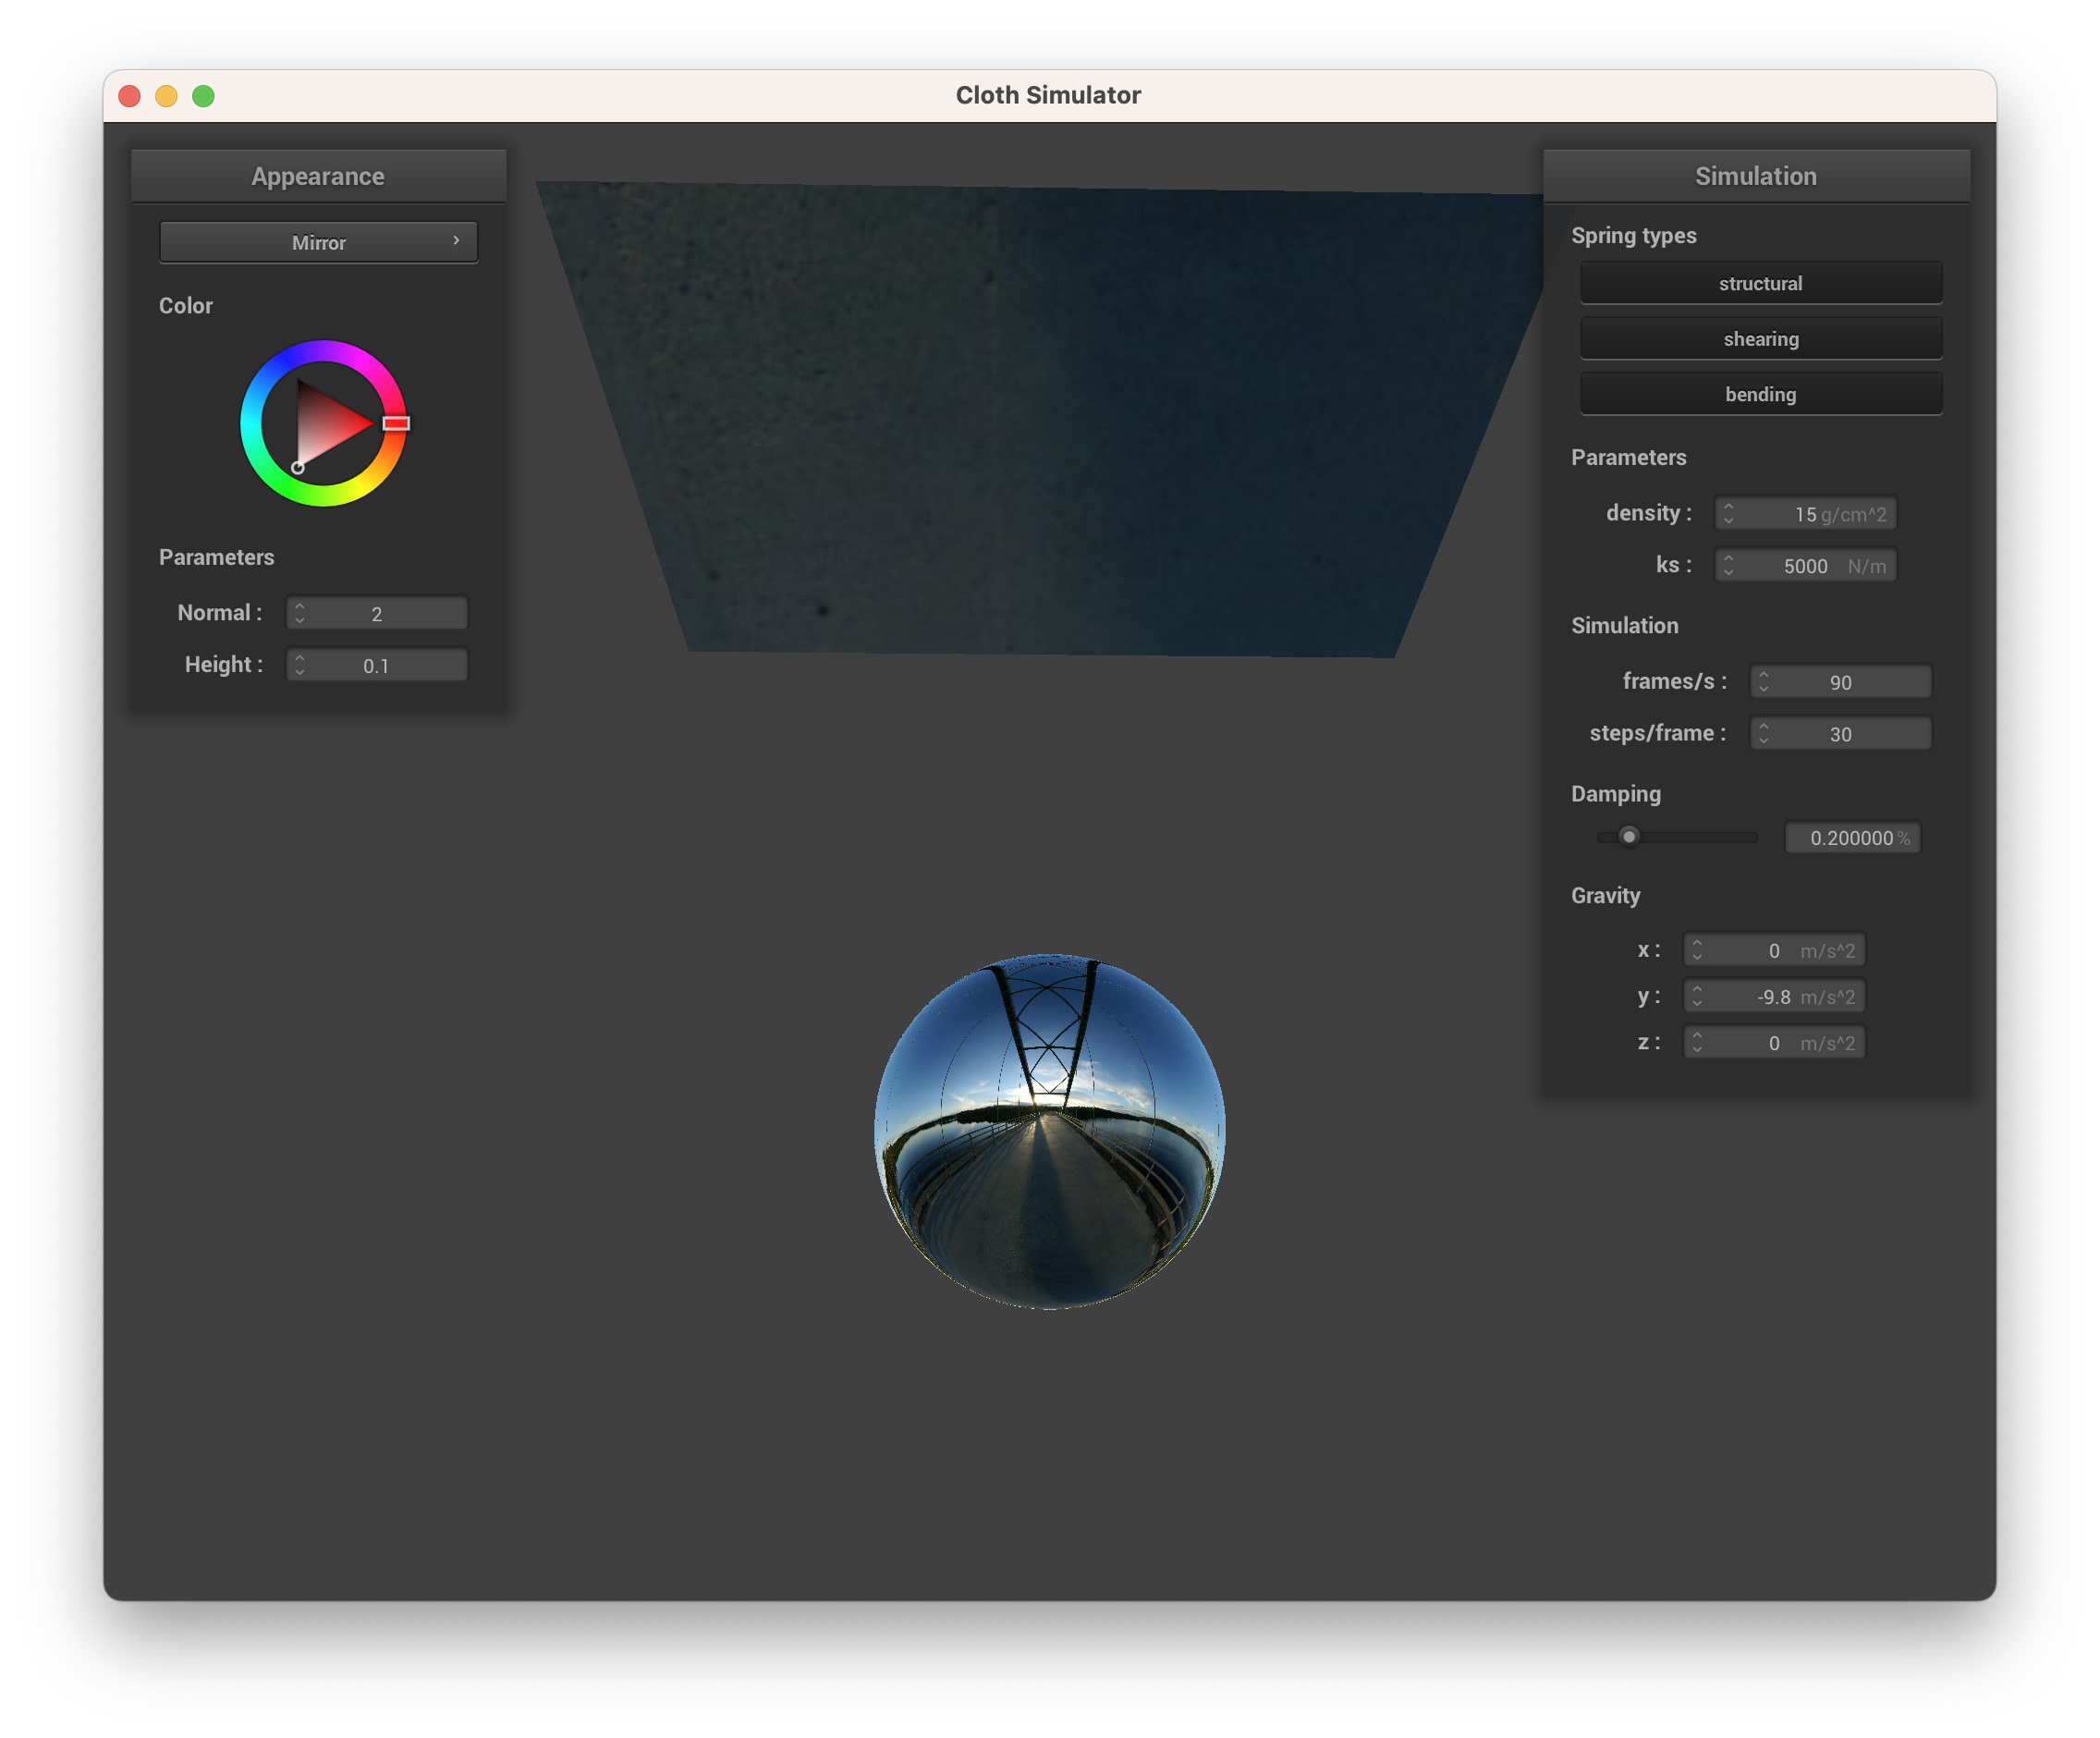 Cloth Simulator
Appearance
Mirror
Color
Parameters
Normal : 2
Height : 0.1
Simulation
Spring types
structural
shearing
bending
Parameters
density : 15 g/cm^2
ks : 5000 N/m
Simulation
frames/s : 90
steps/frame : 30
Damping
0.200000 %
Gravity
x : 0 m/s^2
y : -9.8 m/s^2
z : 0 m/s^2